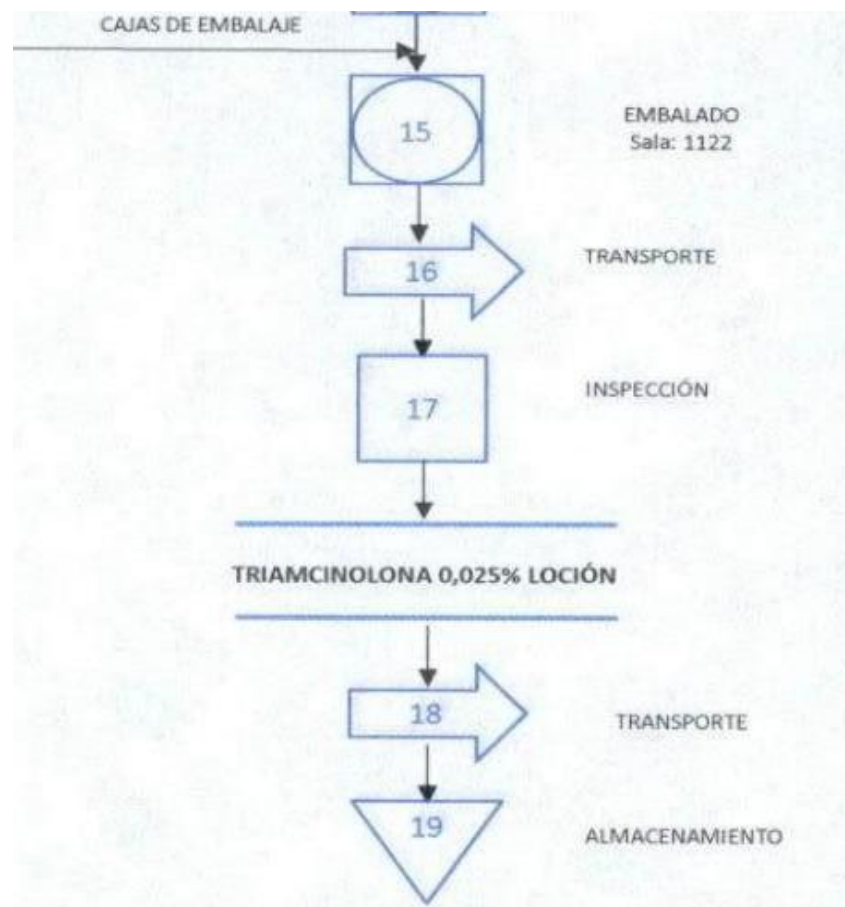 CAJAS DE EMBALAJE
15
EMBALADO
Sala: 1122
16
TRANSPORTE
17
INSPECCIÓN
TRIAMCINOLONA 0,025% LOCIÓN
18
TRANSPORTE
19
ALMACENAMIENTO